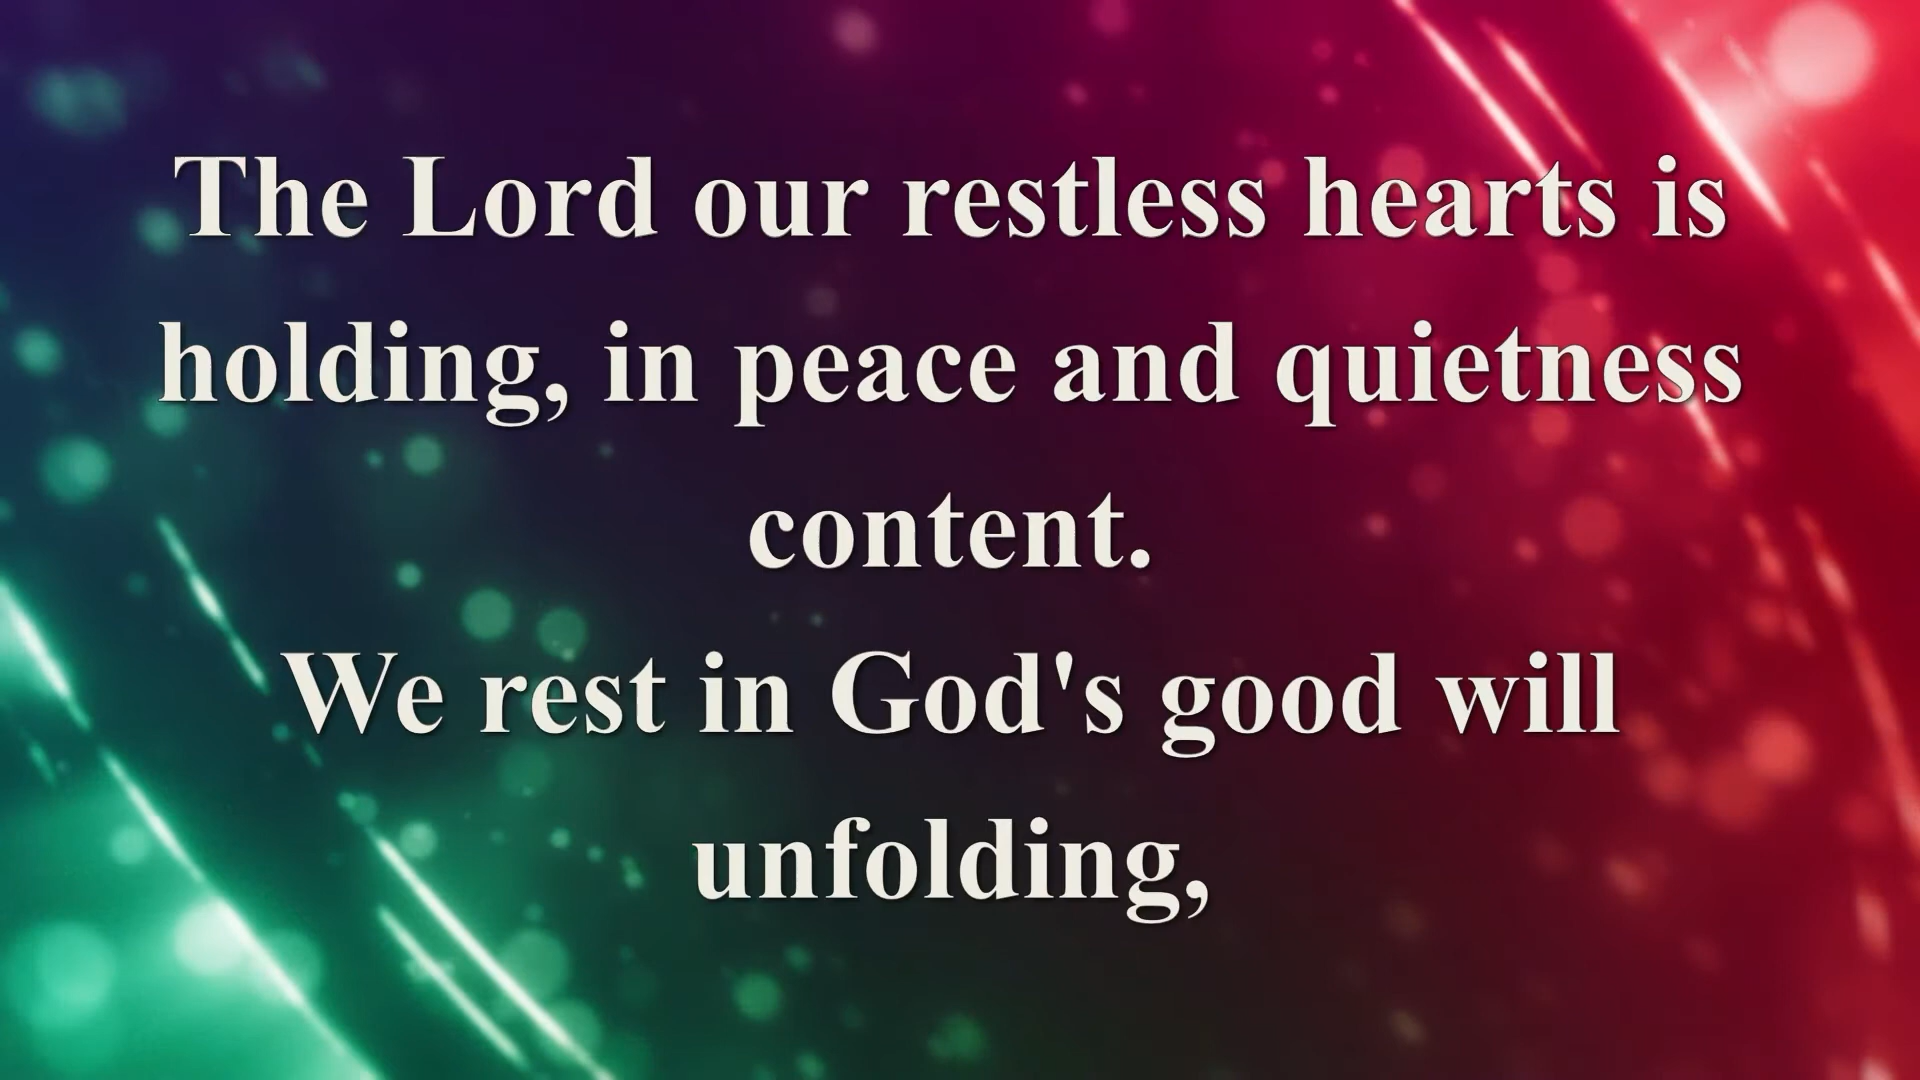 The Lord our restless hearts is
holding, in peace and quietness
content.
We rest in God's good will
unfolding,